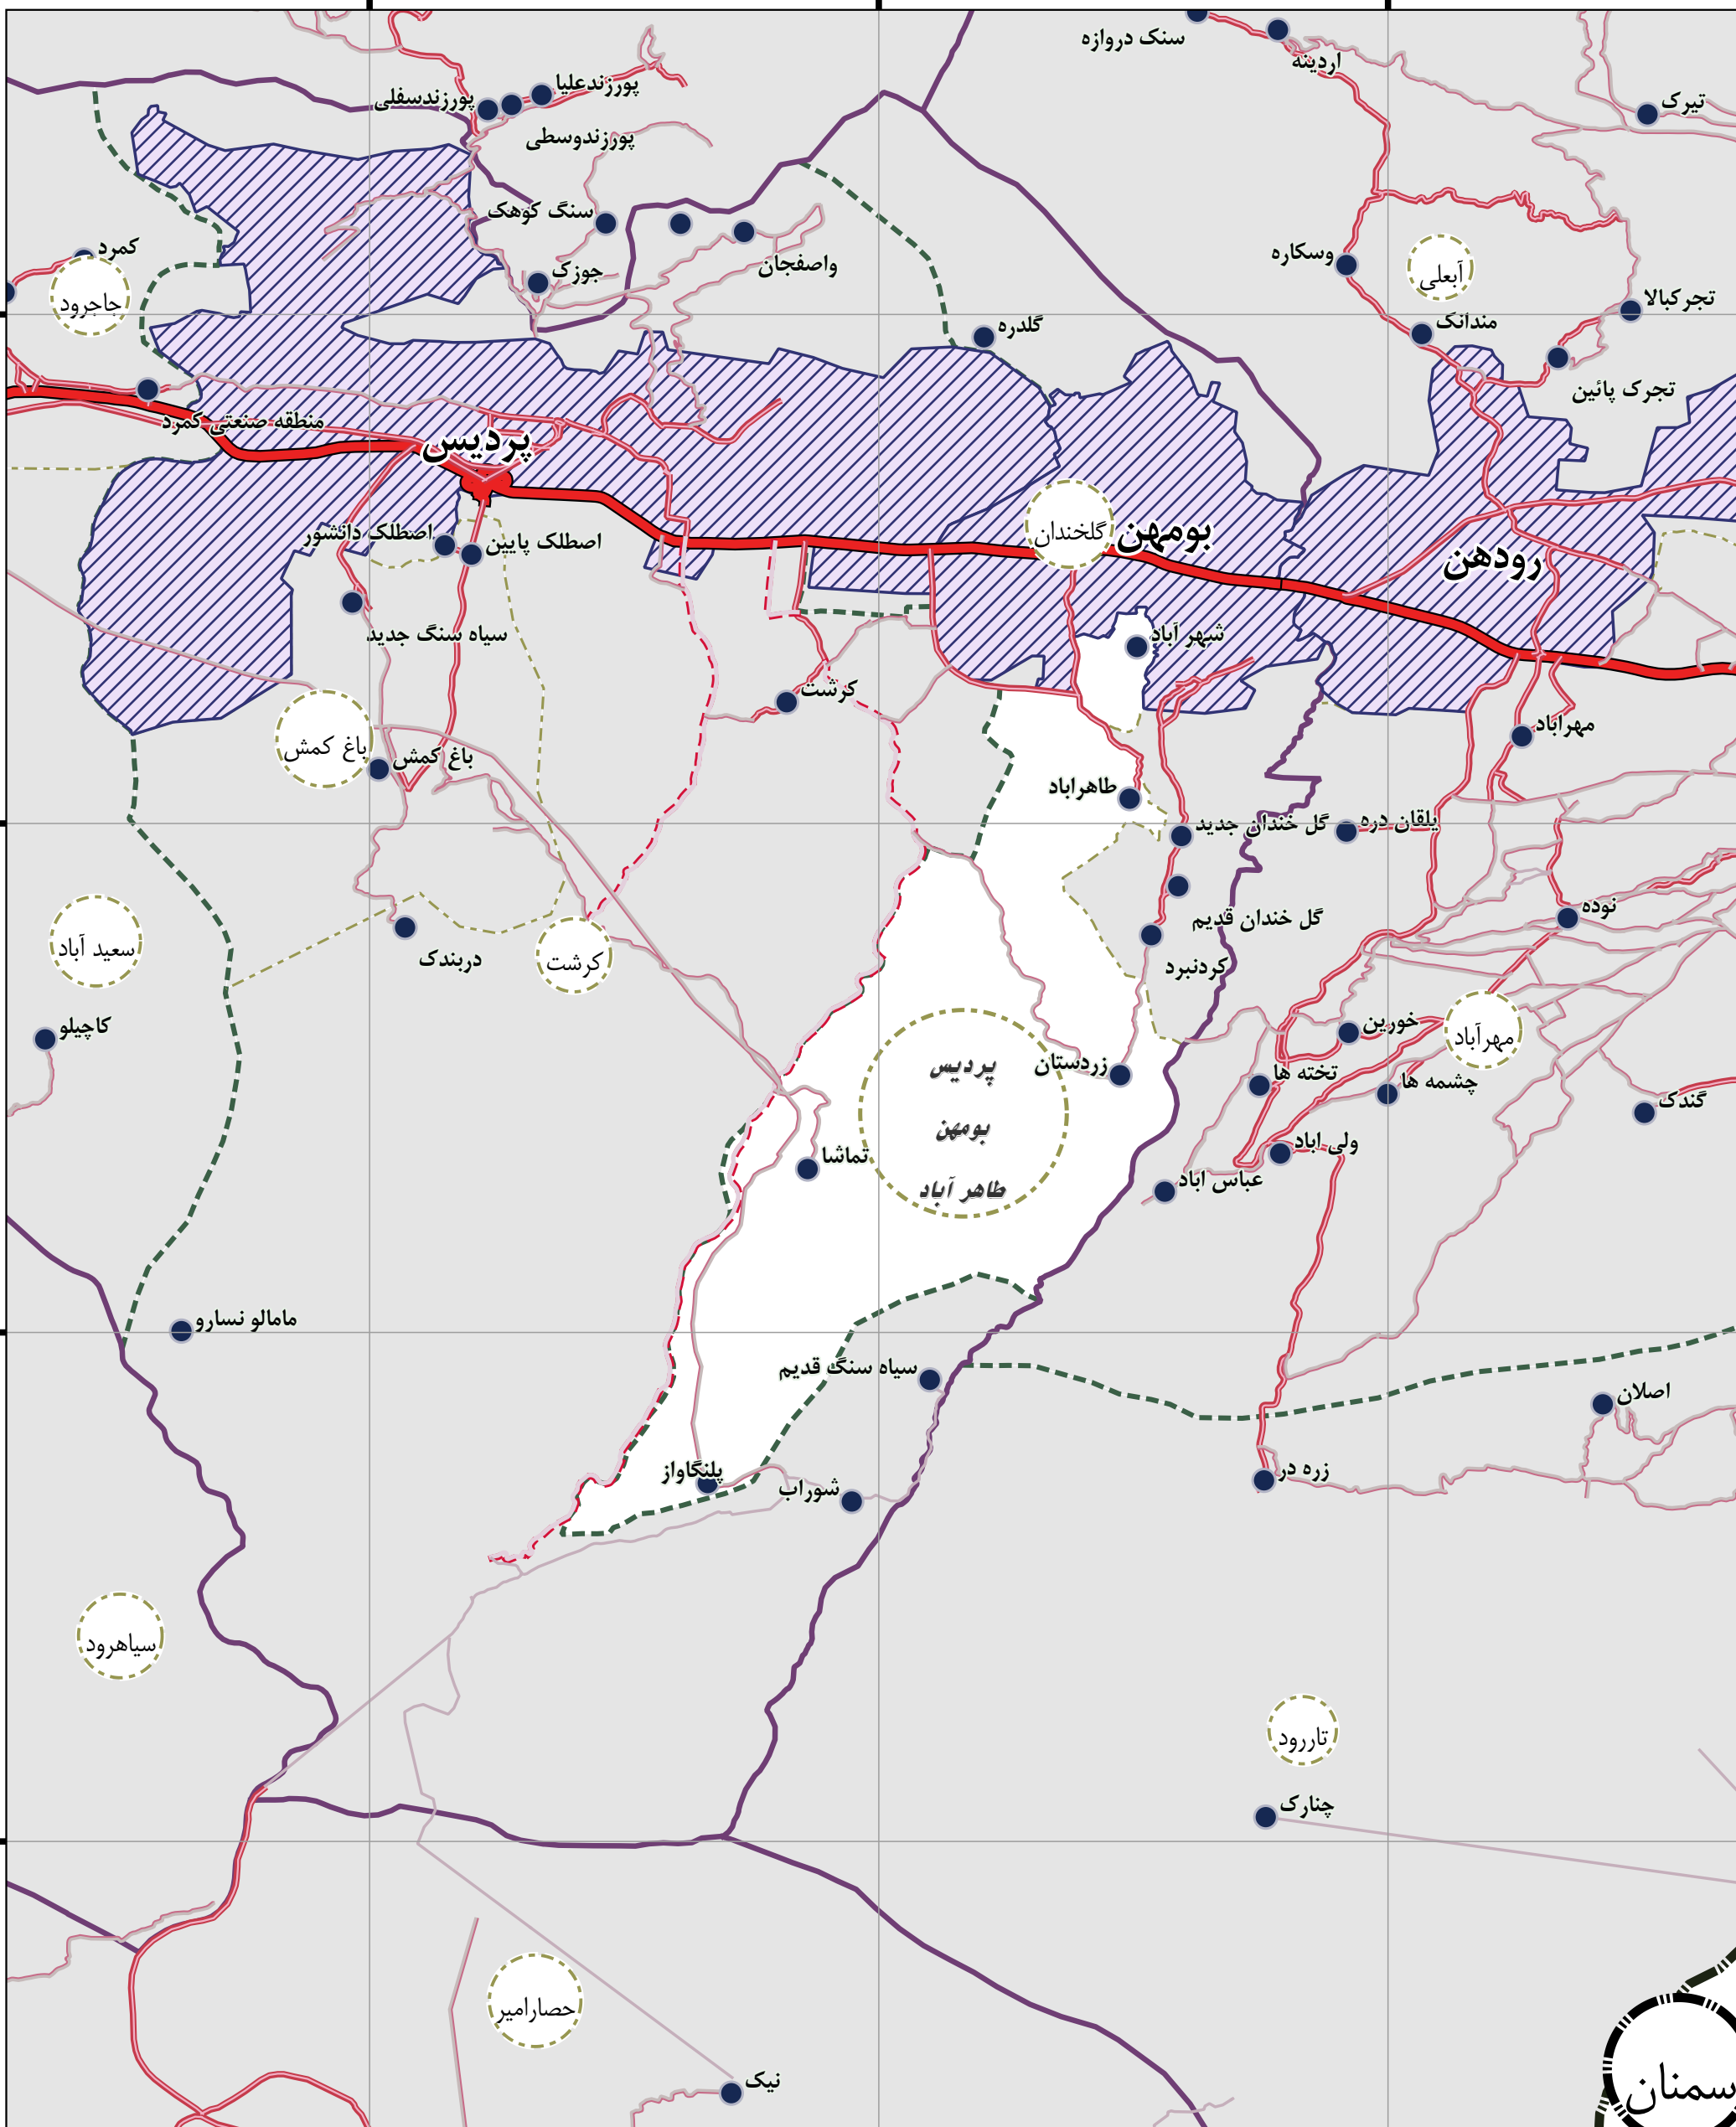 سنک دروازه
اردینه
تیرک
پورزندعلیا
پورزندسفلی
پورزندوسطی
سنگ کوهک
جوزک
واصفجان
کمرد
جاجرود
وسکاره
آبعلی
تجرکبالا
مندانک
گلدره
تجرک پائین
منطقه صنعتی کمرد
پردیس
اصطلک دانشور
اصطلک پایین
گلخندان
بومهن
رودهن
سیاه سنگ جدید
شهر آباد
کرشت
مهراباد
باغ کمش
باغ کمش
طاهراباد
گل خندان جدید
یلقان دره
نوده
گل خندان قدیم
کردنبرد
سعید آباد
دربندک
کرشت
کاچیلو
خورین
مهرآباد
پردیس
بومهن
طاهر آباد
زردستان
تخته ها
چشمه ها
گندک
تماشا
ولی اباد
عباس اباد
مامالو نسارو
سیاه سنگ قدیم
اصلان
پلنگاواز
شوراب
زره در
سیاهرود
تاررود
چنارک
حصارامیر
نیک
سمنان